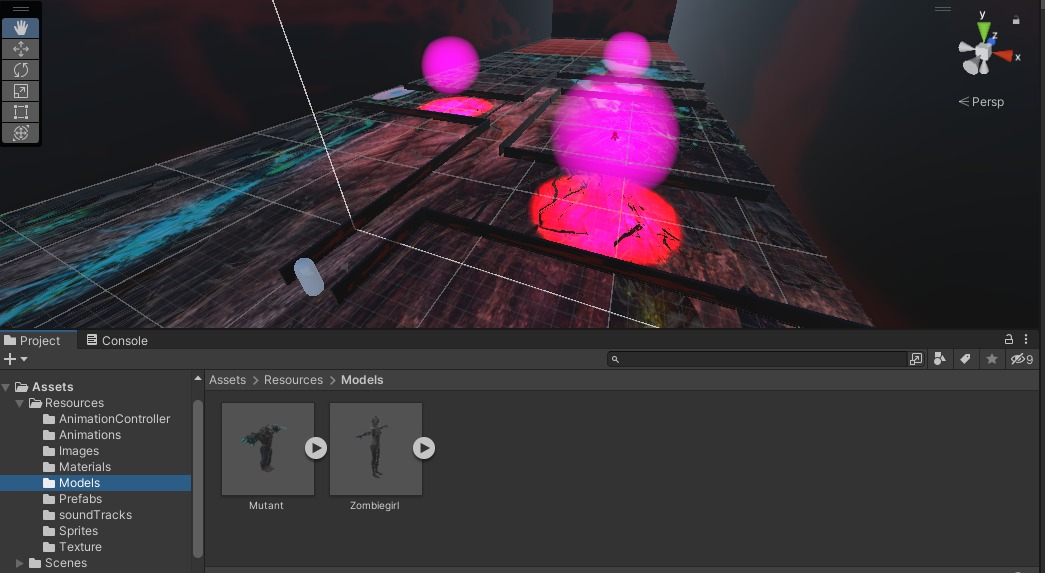 y
z
x
Persp
Project
Console
9
Assets
Resources
AnimationController
Animations
Images
Materials
Models
Prefabs
soundTracks
Sprites
Texture
Scenes
Assets > Resources > Models
Mutant
Zombiegirl